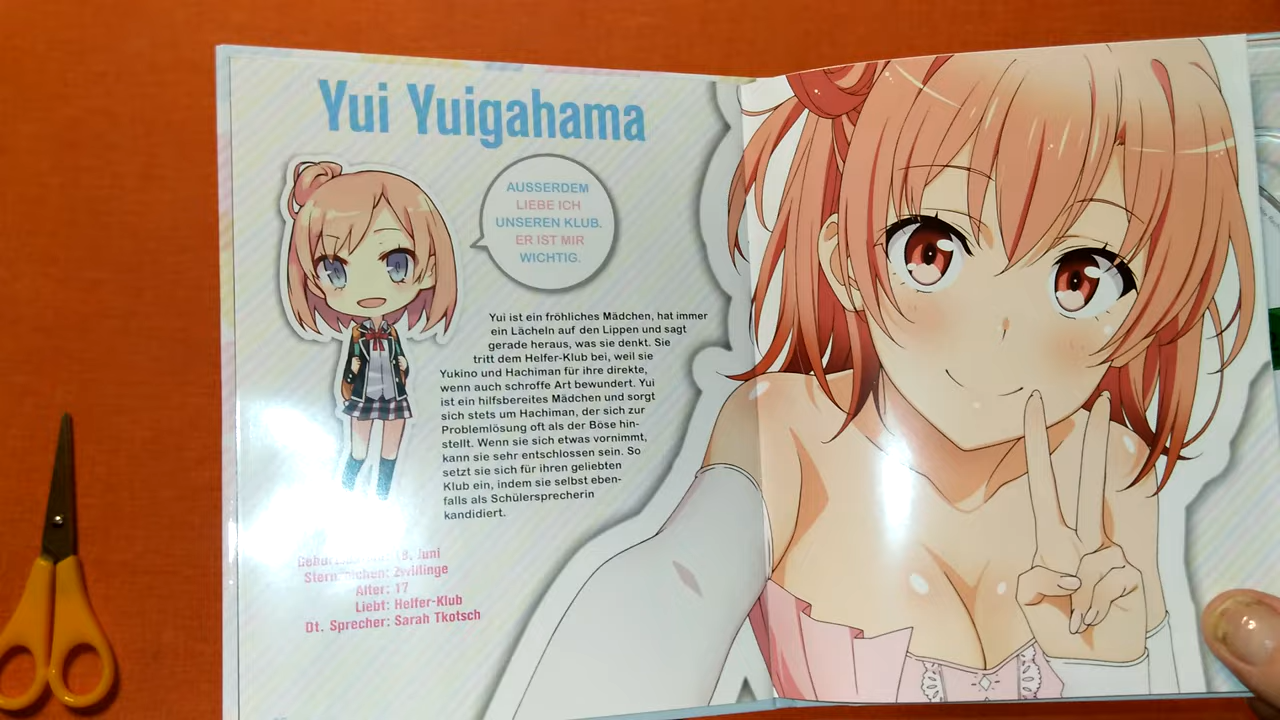 Yui Yuigahama
AUSSERDEM
LIEBE ICH
UNSEREN KLUB.
ER IST MIR
WICHTIG.
Yui ist ein fröhliches Mädchen, hat immer
ein Lächeln auf den Lippen und sagt
gerade heraus, was sie denkt. Sie
tritt dem Helfer-Klub bei, weil sie
Yukino und Hachiman für ihre direkte,
wenn auch schroffe Art bewundert. Yui
ist ein hilfsbereites Mädchen und sorgt
sich stets um Hachiman, der sich zur
Problemlösung oft als der Böse hin-
stellt. Wenn sie sich etwas vornimmt,
kann sie sehr entschlossen sein. So
setzt sie sich für ihren geliebten
Klub ein, indem sie selbst eben-
falls als Schülersprecherin
kandidiert.
18. Juni
Sternzeichen: Zwillinge
Alter: 17
Liebt: Helfer-Klub
Dt. Sprecher: Sarah Tkotsch